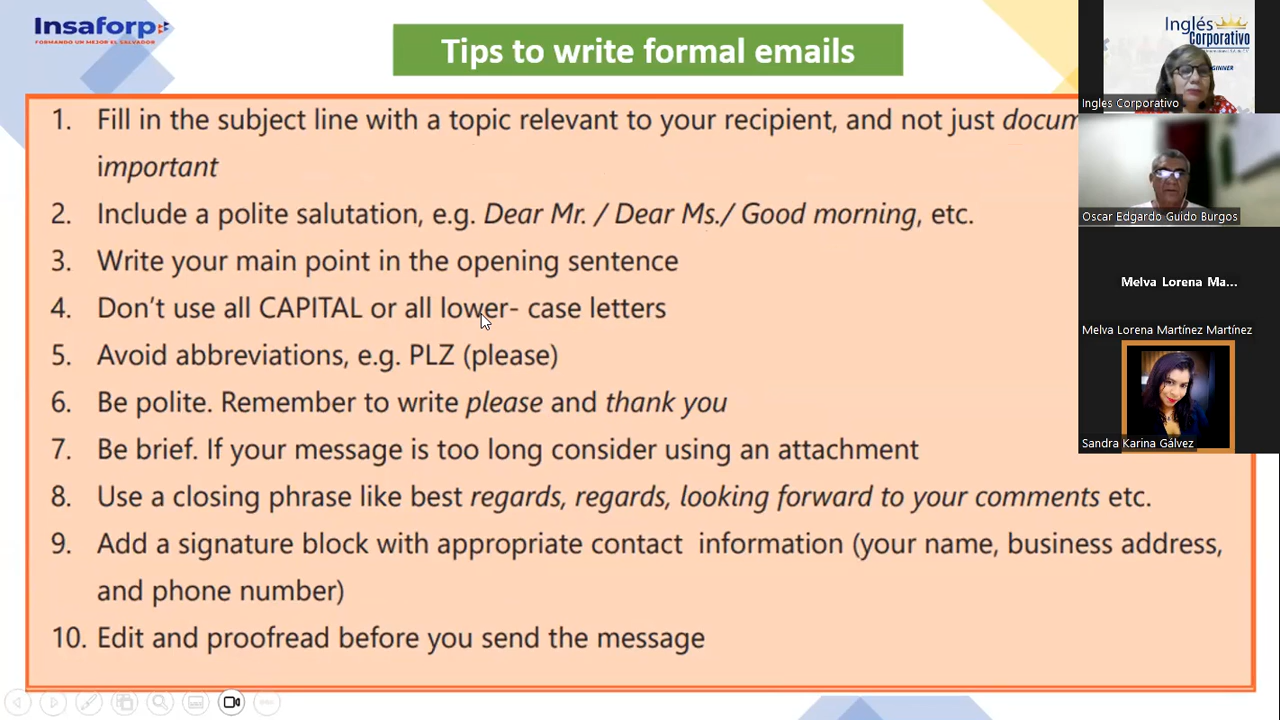 Insaforp
FORMANDO UN MEJOR EL SALVADOR
Tips to write formal emails
1. Fill in the subject line with a topic relevant to your recipient, and not just docum
important
2. Include a polite salutation, e.g. Dear Mr. / Dear Ms./ Good morning, etc.
3. Write your main point in the opening sentence
4. Don't use all CAPITAL or all lower- case letters
5. Avoid abbreviations, e.g. PLZ (please)
6. Be polite. Remember to write please and thank you
7. Be brief. If your message is too long consider using an attachment
8. Use a closing phrase like best regards, regards, looking forward to your comments etc.
9. Add a signature block with appropriate contact information (your name, business address,
and phone number)
10. Edit and proofread before you send the message
Inglés
Corporativo
Inglés Corporativo
Oscar Edgardo Guido Burgos
Melva Lorena Ma...
Melva Lorena Martínez Martínez
Sandra Karina Gálvez